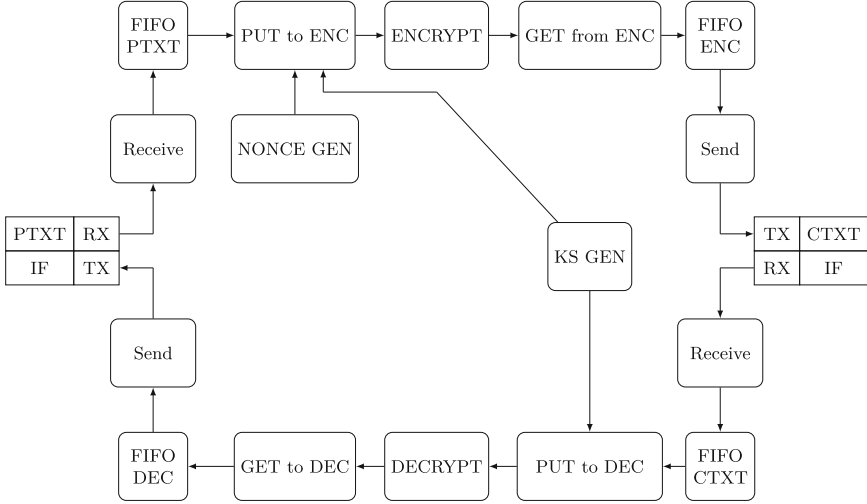 FIFO
PTXT
PUT to ENC
ENCRYPT
GET from ENC
FIFO
ENC
Receive
NONCE GEN
Send
PTXT RX
IF TX
KS GEN
TX CTXT
RX IF
Send
Receive
FIFO
DEC
GET to DEC
DECRYPT
PUT to DEC
FIFO
CTXT